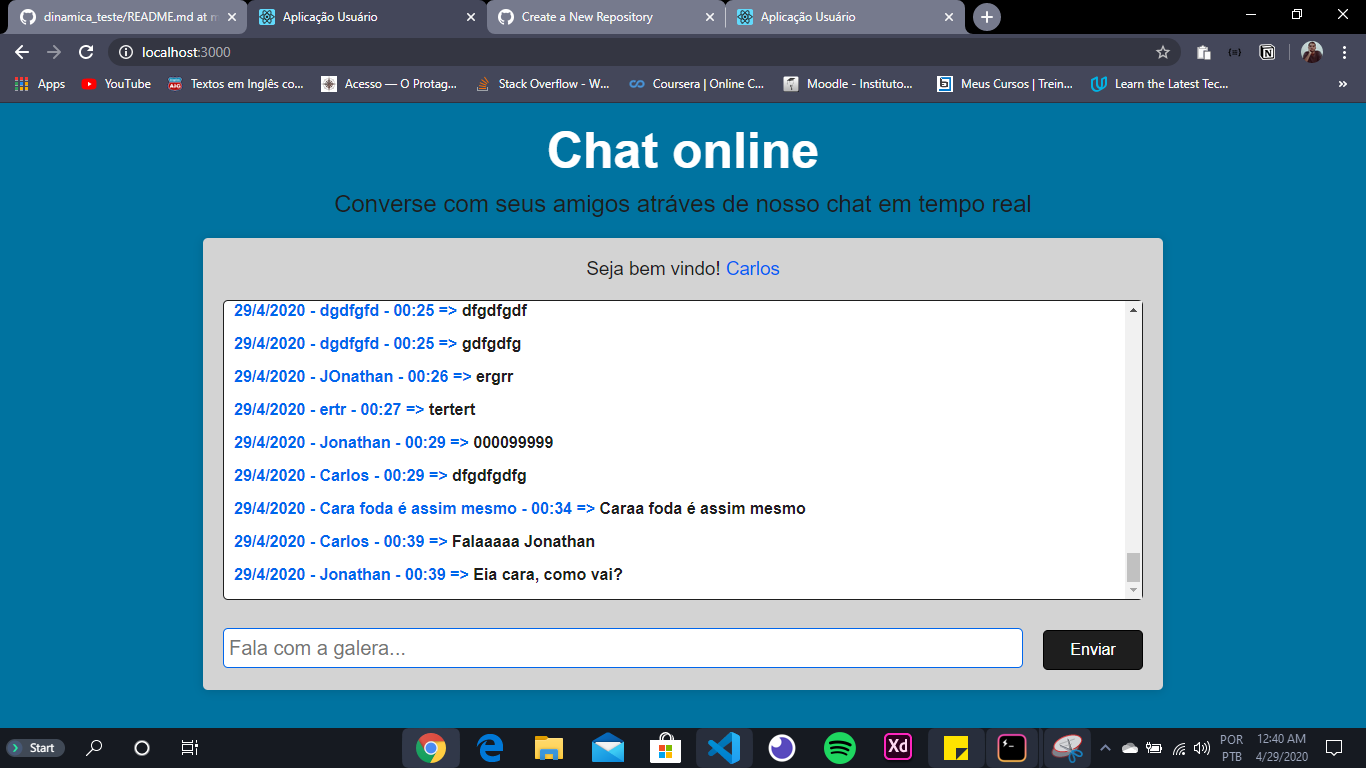 dinamica_teste/README.md at m
Aplicação Usuário
Create a New Repository
Aplicação Usuário
localhost:3000
Apps
YouTube
Textos em Inglês co...
Acesso — O Protag...
Stack Overflow - W...
Coursera | Online C...
Moodle - Instituto...
Meus Cursos | Trein...
Learn the Latest Tec...
»
Chat online
Converse com seus amigos atráves de nosso chat em tempo real
Seja bem vindo! Carlos
29/4/2020 - dgdfgfd - 00:25 => dfgdfgdf
29/4/2020 - dgdfgfd - 00:25 => gdfgdfg
29/4/2020 - JOnathan - 00:26 => ergrr
29/4/2020 - ertr - 00:27 => tertert
29/4/2020 - Jonathan - 00:29 => 000099999
29/4/2020 - Carlos - 00:29 => dfgdfgdfg
29/4/2020 - Cara foda é assim mesmo - 00:34 => Caraa foda é assim mesmo
29/4/2020 - Carlos - 00:39 => Falaaaaa Jonathan
29/4/2020 - Jonathan - 00:39 => Eia cara, como vai?
Fala com a galera...
Enviar
Start
Xd
POR
PTB
12:40 AM
4/29/2020